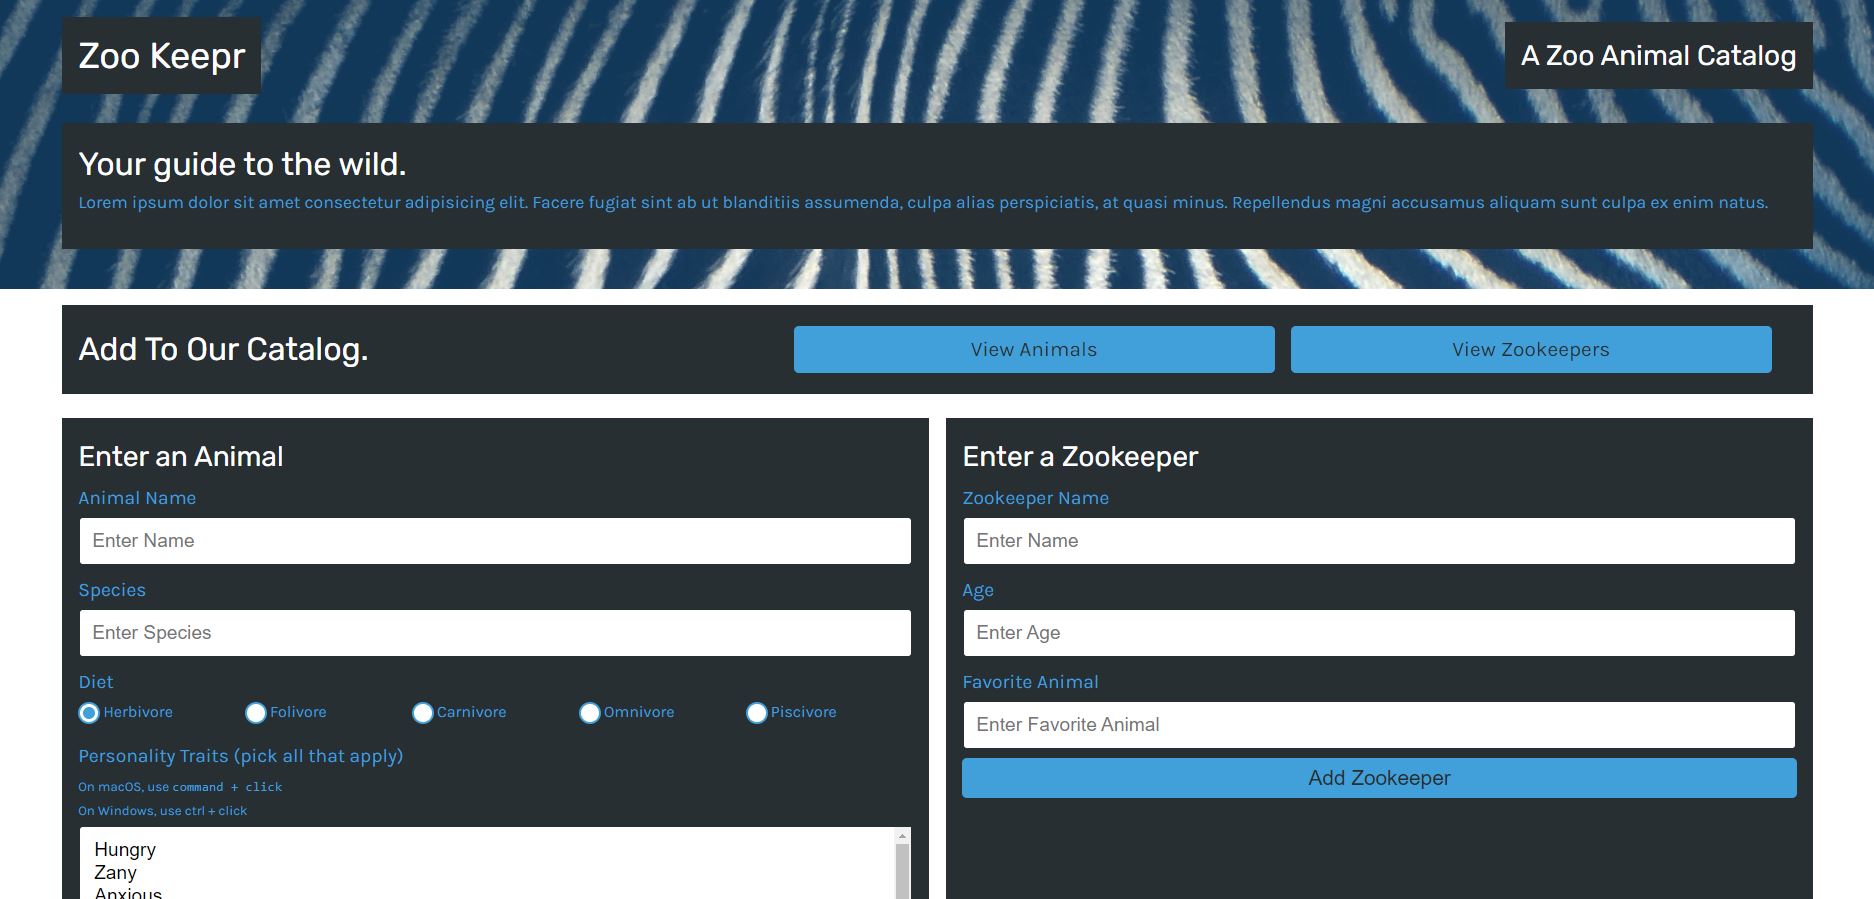 Zoo Keepr
A Zoo Animal Catalog
Your guide to the wild.
Lorem ipsum dolor sit amet consectetur adipisicing elit. Facere fugiat sint ab ut blanditiis assumenda, culpa alias perspiciatis, at quasi minus. Repellendus magni accusamus aliquam sunt culpa ex enim natus.
Add To Our Catalog.
View Animals
View Zookeepers
Enter an Animal
Animal Name
Enter Name
Species
Enter Species
Diet
Herbivore
Folivore
Carnivore
Omnivore
Piscivore
Personality Traits (pick all that apply)
On macOS, use command + click
On Windows, use ctrl + click
Hungry
Zany
Anxious
Enter a Zookeeper
Zookeeper Name
Enter Name
Age
Enter Age
Favorite Animal
Enter Favorite Animal
Add Zookeeper